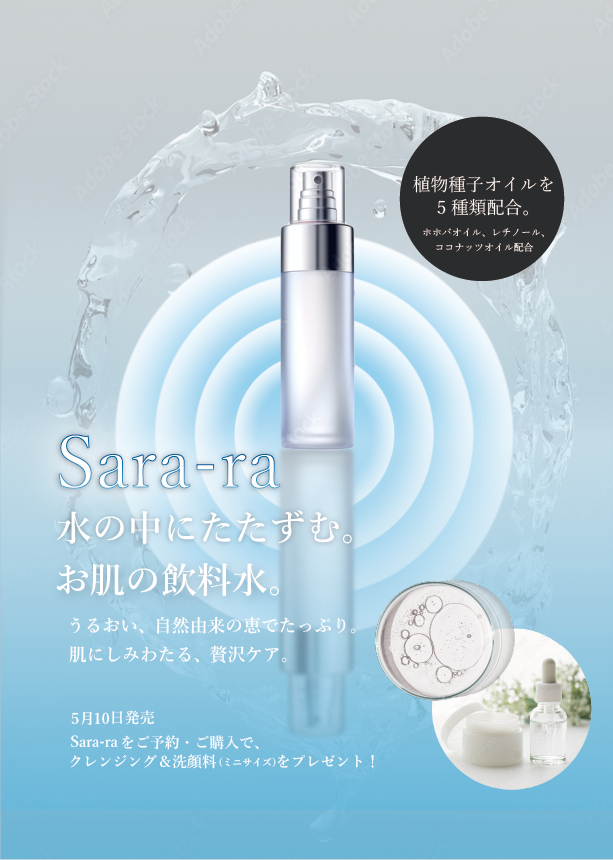 植物種子オイルを
5種類配合。
ホホバオイル、レチノール、
ココナッツオイル配合
Sara-ra
水の中にたたずむ。
お肌の飲料水。
うるおい、自然由来の恵でたっぷり。
肌にしみわたる、贅沢ケア。
5月10日発売
Sara-raをご予約・ご購入で、
クレンジング&洗顔料(ミニサイズ)をプレゼント！
Adobe Stock